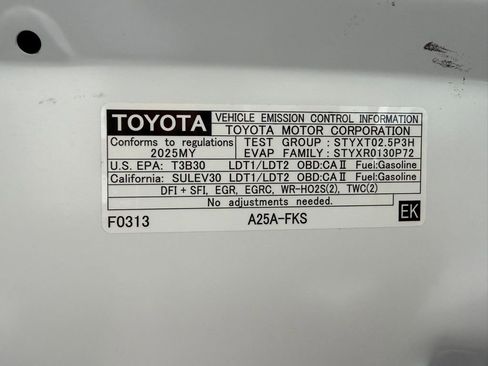 TOYOTA VEHICLE EMISSION CONTROL INFORMATION
TOYOTA MOTOR CORPORATION
Conforms to regulations TEST GROUP : STYXT02.5P3H
2025MY EVAP FAMILY : STYXR0130P72
U.S. EPA: T3B30 LDT1/LDT2 OBD:CAⅡ Fuel:Gasoline
California: SULEV30 LDT1/LDT2 OBD:CAⅡ Fuel:Gasoline
DFI + SFI, EGR, EGRC, WR-HO2S(2), TWC(2)
No adjustments needed.
F0313 A25A-FKS EK